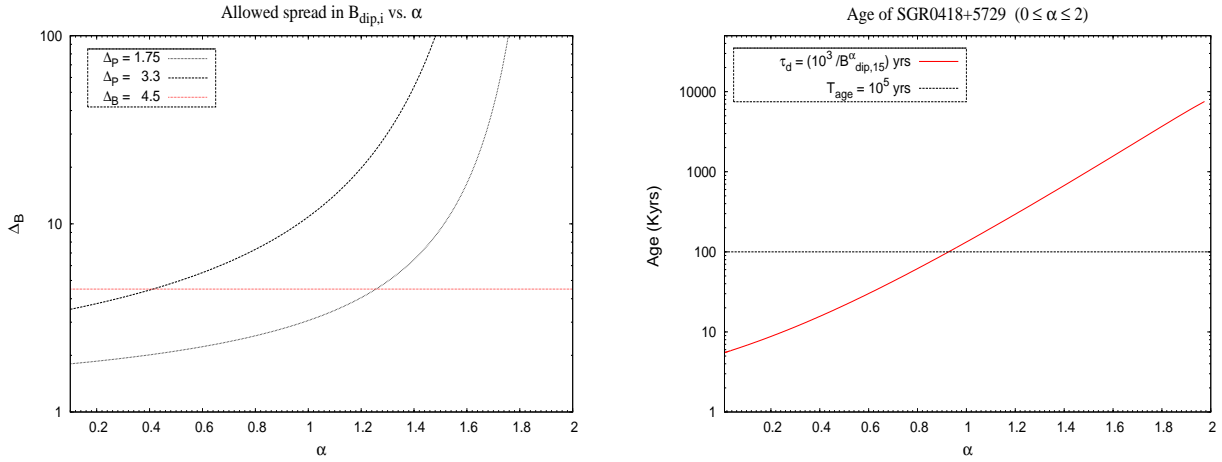 Allowed spread in B_dip,i vs. α
Δ_P = 1.75
Δ_P = 3.3
Δ_B = 4.5
100
10
1
Δ_B
0.2 0.4 0.6 0.8 1 1.2 1.4 1.6 1.8 2
α
Age of SGR0418+5729 (0 ≤ α ≤ 2)
τ_d = (10^3 /B^α_dip,15) yrs
T_age = 10^5 yrs
10000
1000
100
10
1
Age (Kyrs)
0.2 0.4 0.6 0.8 1 1.2 1.4 1.6 1.8 2
α